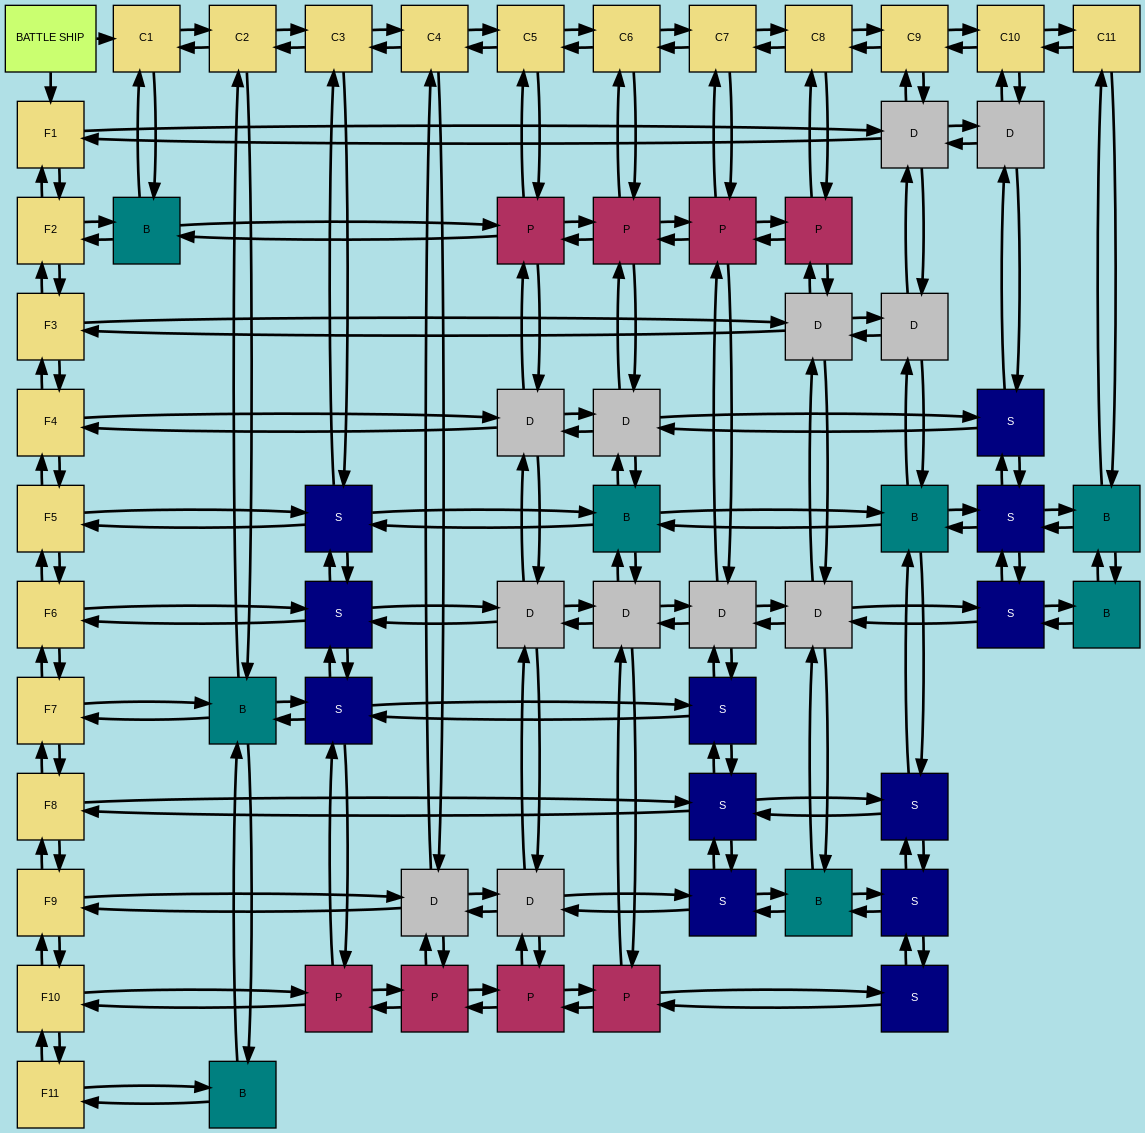 BATTLE SHIP C1 C2 C3 C4 C5 C6 C7 C8 C9 C10 C11
F1 D D
F2 B P P P P
F3 D D
F4 D D S
F5 S B B S B
F6 S D D D D S B
F7 B S S
F8 S S
F9 D D S B S
F10 P P P P S
F11 B